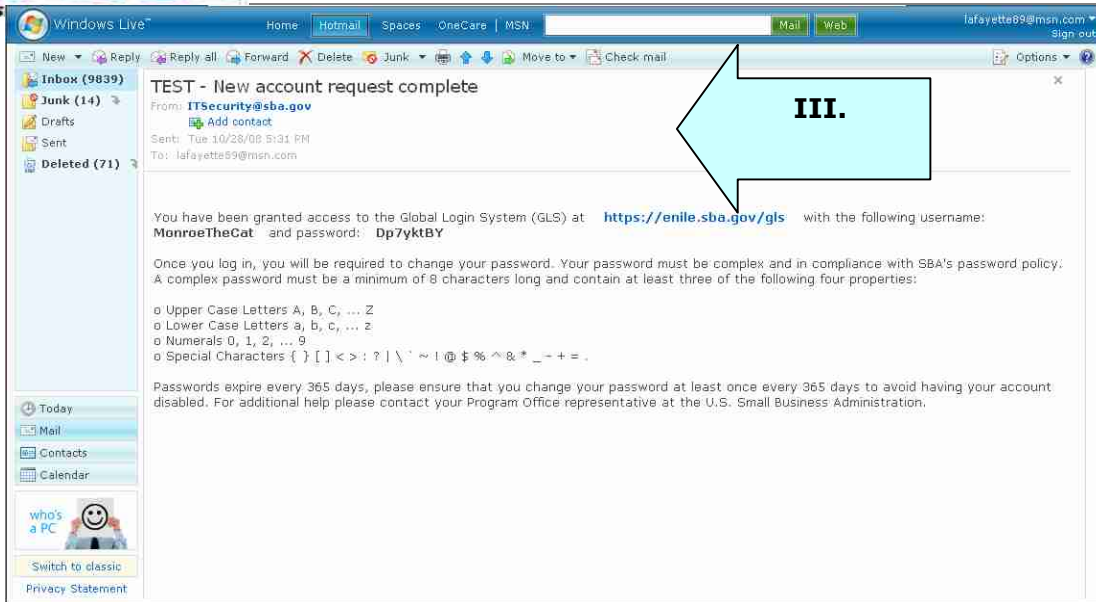 Windows Live™
Home Hotmail Spaces OneCare | MSN Mail Web
lafayette89@msn.com
Sign out
New Reply Reply all Forward Delete Junk Move to Check mail Options
Inbox (9839)
Junk (14)
Drafts
Sent
Deleted (71)
TEST - New account request complete
From: ITSecurity@sba.gov
Add contact
Sent: Tue 10/28/08 5:31 PM
To: lafayette89@msn.com
III.
You have been granted access to the Global Login System (GLS) at https://enile.sba.gov/gls with the following username:
MonroeTheCat and password: Dp7yktBY
Once you log in, you will be required to change your password. Your password must be complex and in compliance with SBA's password policy.
A complex password must be a minimum of 8 characters long and contain at least three of the following four properties:
o Upper Case Letters A, B, C, ... Z
o Lower Case Letters a, b, c, ... z
o Numerals 0, 1, 2, ... 9
o Special Characters { } [ ] < > : ? | \ ` ~ ! @ $ % ^ & * _ - + = .
Passwords expire every 365 days, please ensure that you change your password at least once every 365 days to avoid having your account
disabled. For additional help please contact your Program Office representative at the U.S. Small Business Administration.
Today
Mail
Contacts
Calendar
who's
a PC
Switch to classic
Privacy Statement